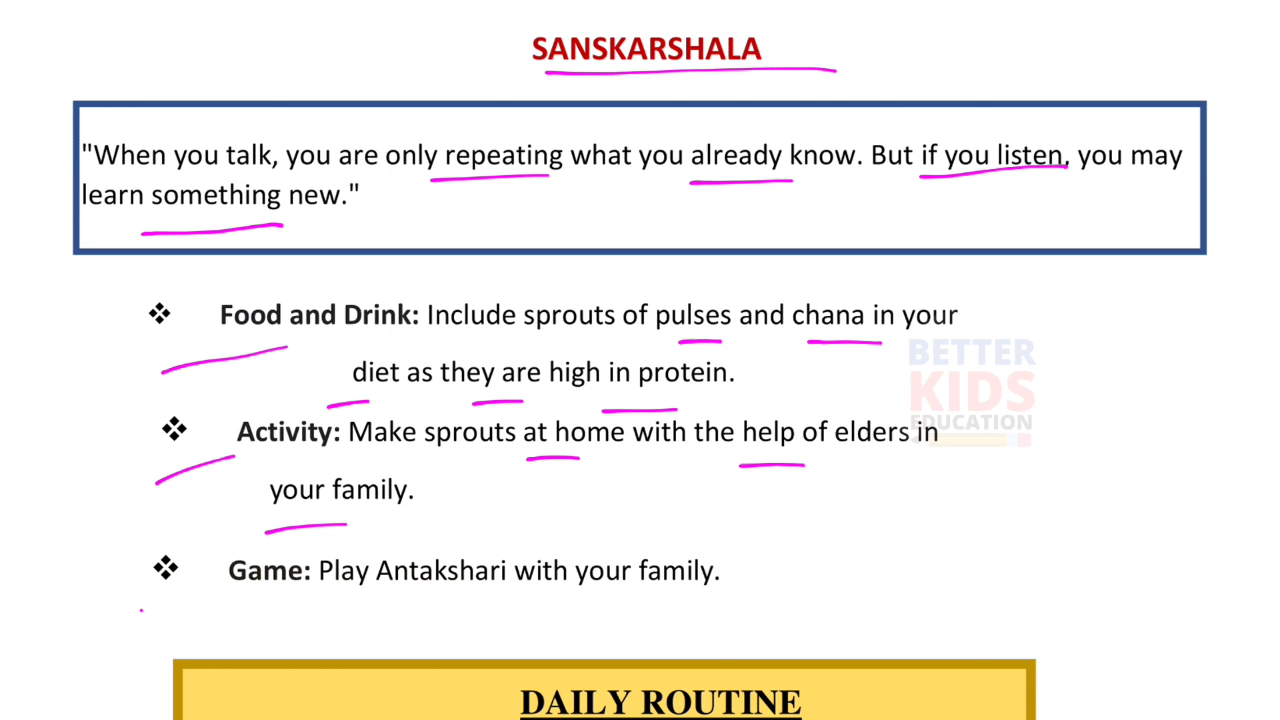 SANSKARSHALA
"When you talk, you are only repeating what you already know. But if you listen, you may
learn something new."
❖ Food and Drink: Include sprouts of pulses and chana in your
diet as they are high in protein.
❖ Activity: Make sprouts at home with the help of elders in
your family.
❖ Game: Play Antakshari with your family.
BETTER
KIDS
EDUCATION
DAILY ROUTINE